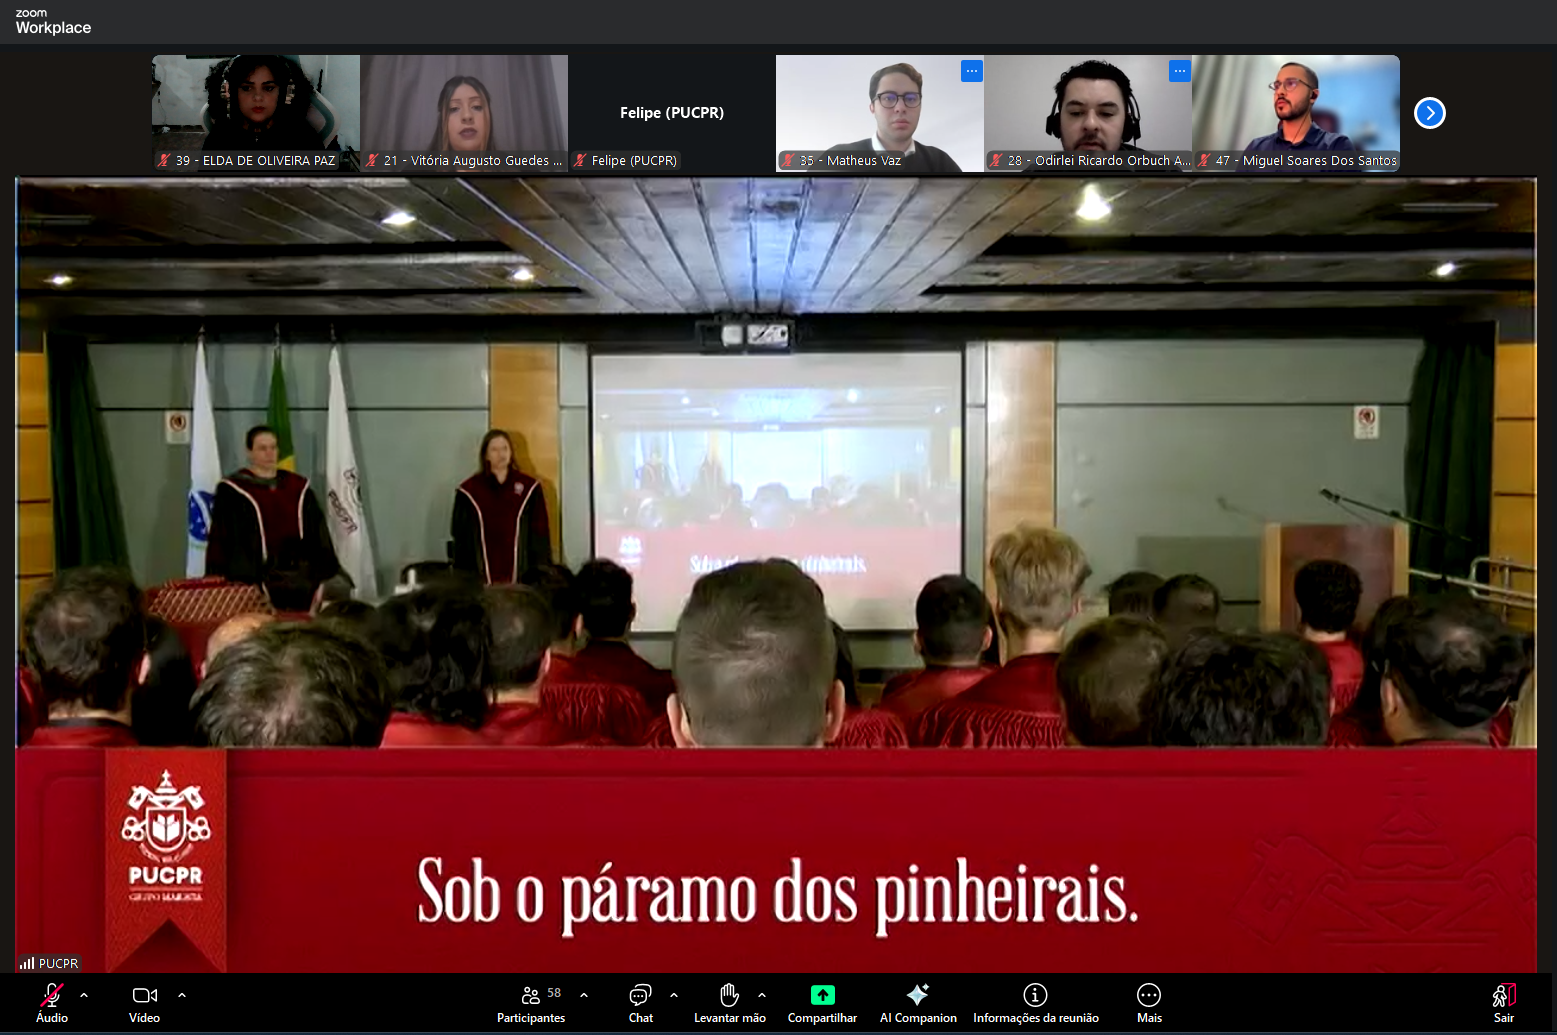 zoom
Workplace
Felipe (PUCPR)
39 - ELDA DE OLIVEIRA PAZ
21 - Vitória Augusto Guedes ...
Felipe (PUCPR)
35 - Matheus Vaz
28 - Odirlei Ricardo Orbuch A...
47 - Miguel Soares Dos Santos
PUCPR
GRUPO MARISTA
Sob o páramo dos pinheirais.
PUCPR
Áudio
Vídeo
58
Participantes
Chat
Levantar mão
Compartilhar
AI Companion
Informações da reunião
Mais
Sair